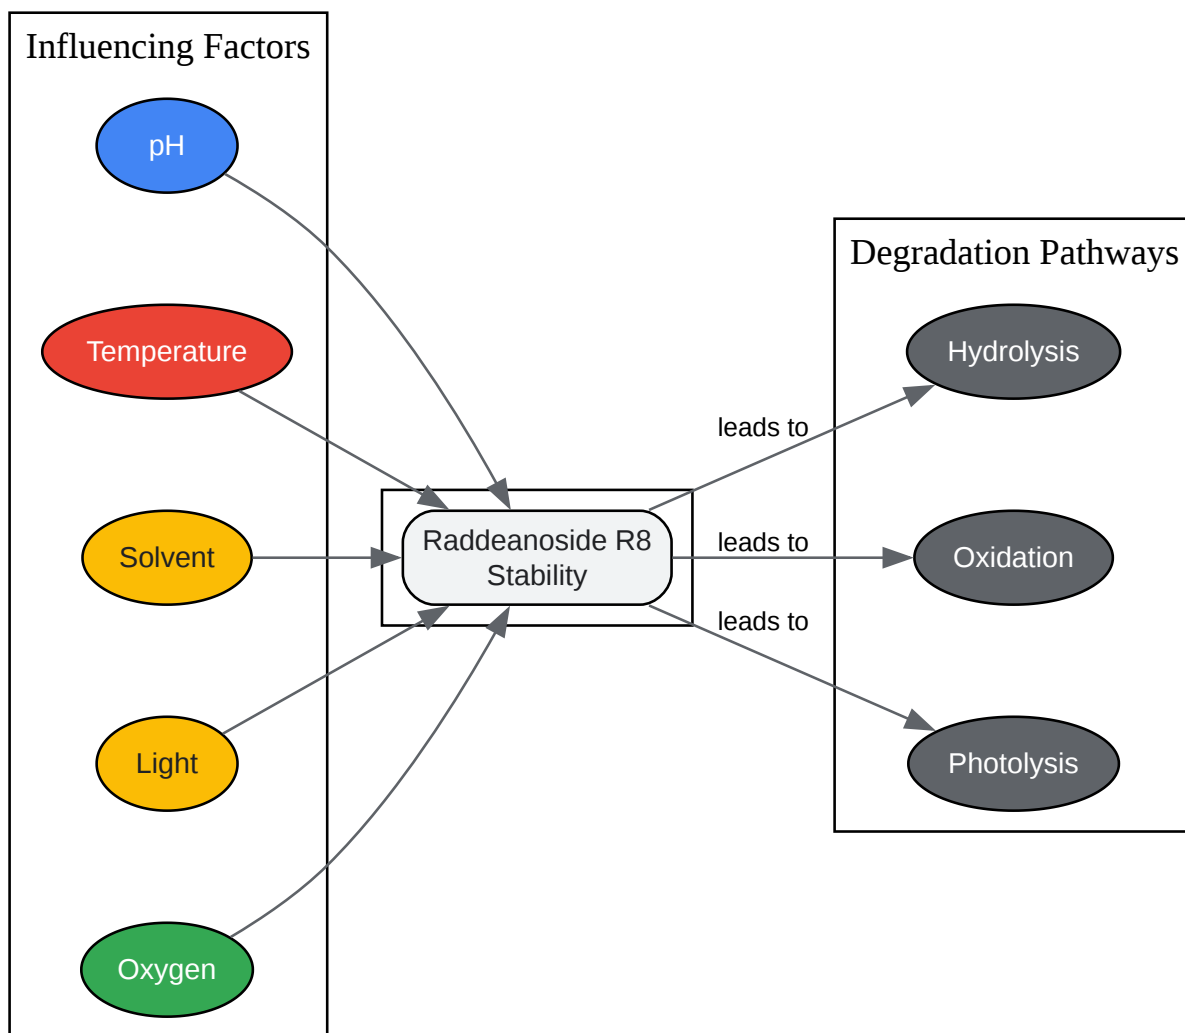 Influencing Factors
pH
Temperature
Solvent
Light
Oxygen
Raddeanoside R8
Stability
leads to
leads to
leads to
Degradation Pathways
Hydrolysis
Oxidation
Photolysis